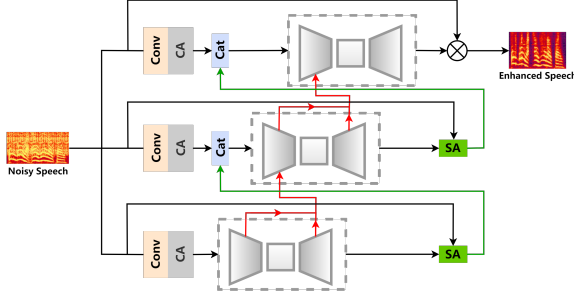 Conv
CA
Cat
Enhanced Speech
Conv
CA
Cat
SA
Noisy Speech
Conv
CA
SA